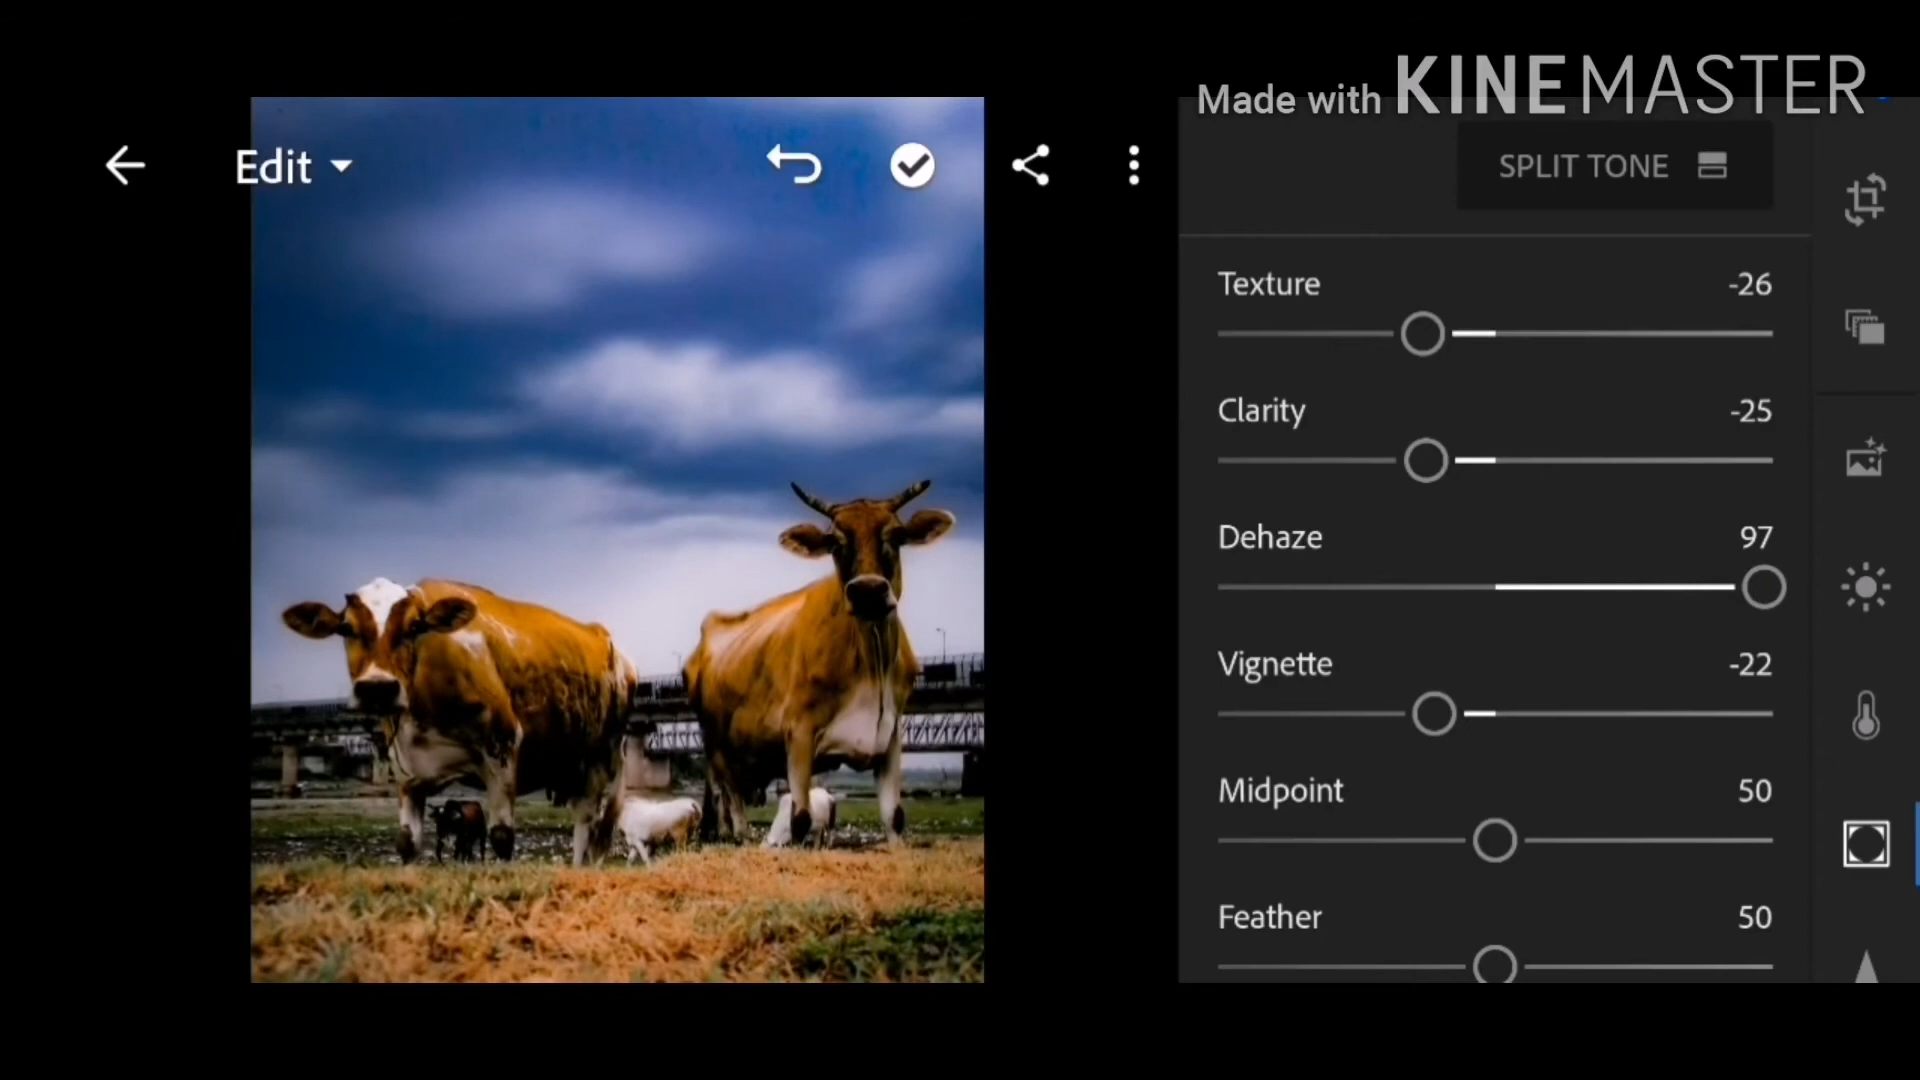 Made with KINEMASTER
Edit
SPLIT TONE
Texture -26
Clarity -25
Dehaze 97
Vignette -22
Midpoint 50
Feather 50